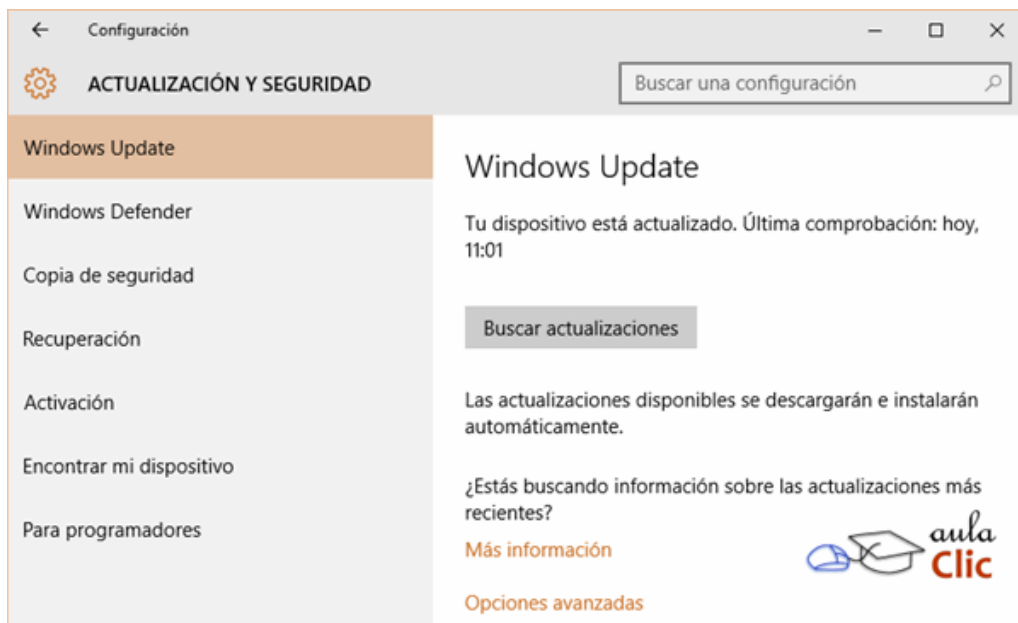 Configuración
ACTUALIZACIÓN Y SEGURIDAD
Buscar una configuración
Windows Update
Windows Defender
Copia de seguridad
Recuperación
Activación
Encontrar mi dispositivo
Para programadores
Windows Update
Tu dispositivo está actualizado. Última comprobación: hoy,
11:01
Buscar actualizaciones
Las actualizaciones disponibles se descargarán e instalarán
automáticamente.
¿Estás buscando información sobre las actualizaciones más
recientes?
Más información
Opciones avanzadas
aula
Clic